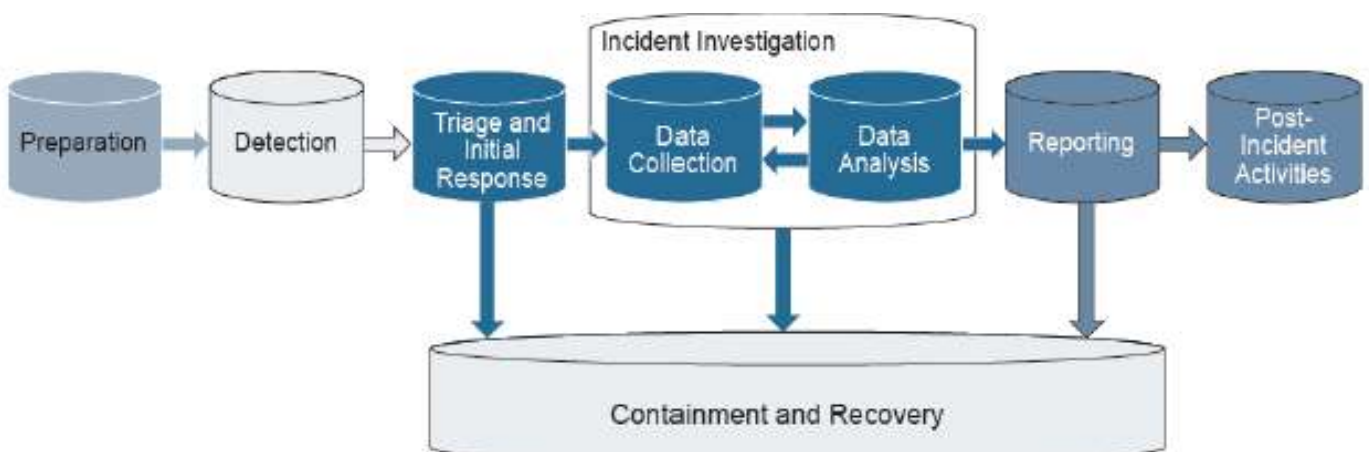 Incident Investigation
Preparation
Detection
Triage and
Initial
Response
Data
Collection
Data
Analysis
Reporting
Post-
Incident
Activities
Containment and Recovery